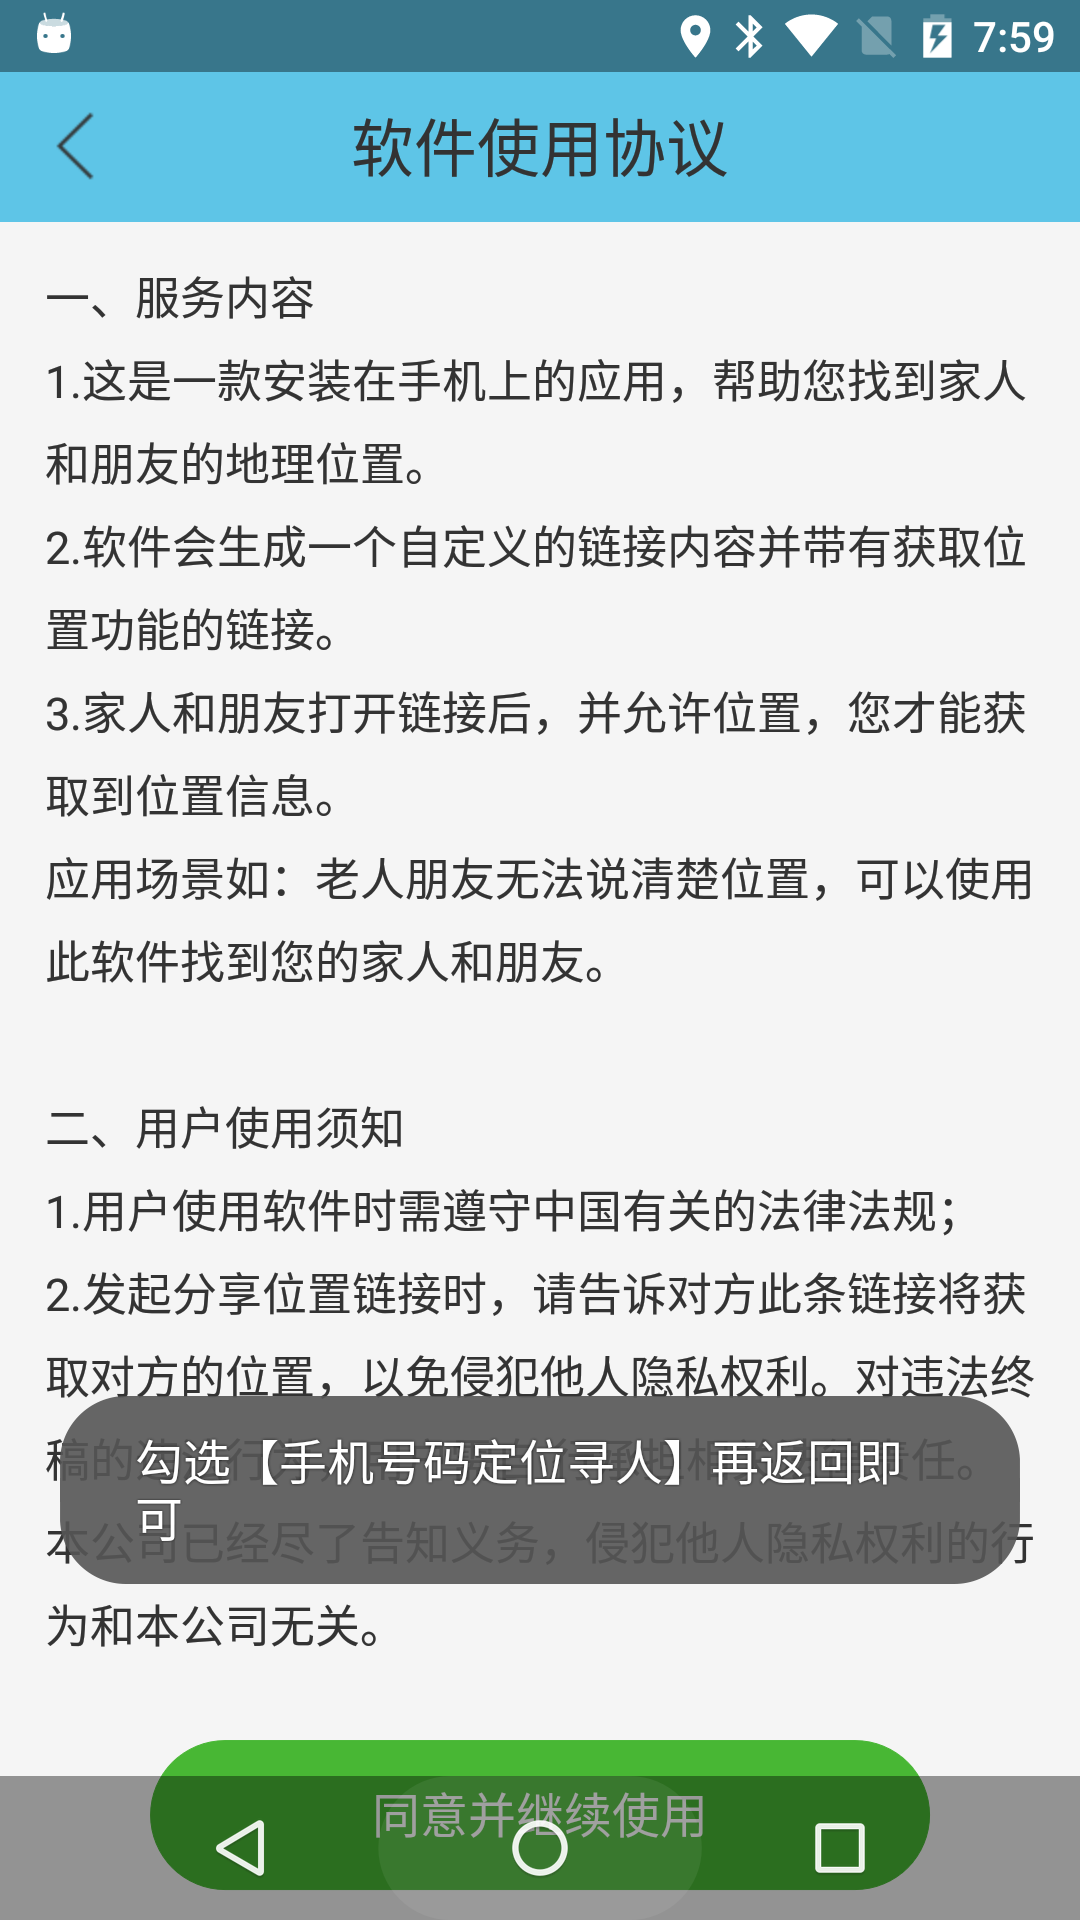 7:59
软件使用协议
一、服务内容
1.这是一款安装在手机上的应用，帮助您找到家人
和朋友的地理位置。
2.软件会生成一个自定义的链接内容并带有获取位
置功能的链接。
3.家人和朋友打开链接后，并允许位置，您才能获
取到位置信息。
应用场景如：老人朋友无法说清楚位置，可以使用
此软件找到您的家人和朋友。
二、用户使用须知
1.用户使用软件时需遵守中国有关的法律法规；
2.发起分享位置链接时，请告诉对方此条链接将获
取对方的位置，以免侵犯他人隐私权利。对违法终
稿的
责任。
勾选【手机号码定位寻人】再返回即
可
本公司已经尽了告知义务，侵犯他人隐私权利的行
为和本公司无关。
同意并继续使用